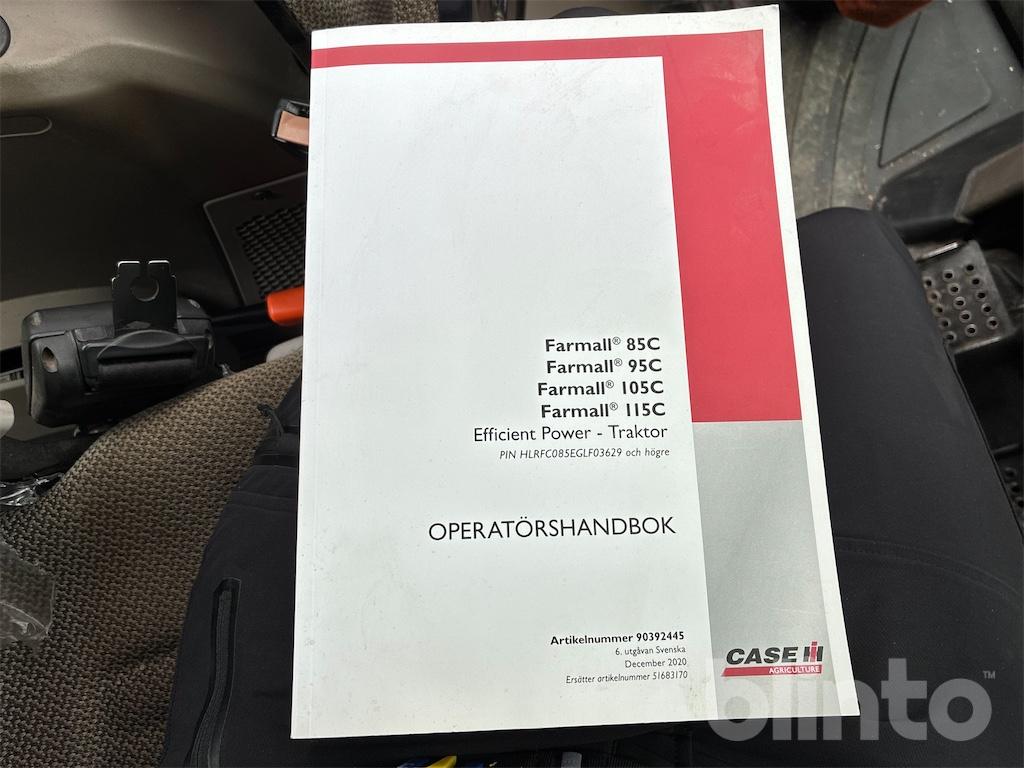 Farmall® 85C
Farmall® 95C
Farmall® 105C
Farmall® 115C
Efficient Power - Traktor
PIN HLRFC085EGLF03629 och högre
OPERATÖRSHANDBOK
Artikelnummer 90392445
6. utgåvan Svenska
December 2020
Ersätter artikelnummer 51683170
CASE IH
AGRICULTURE
blinto™